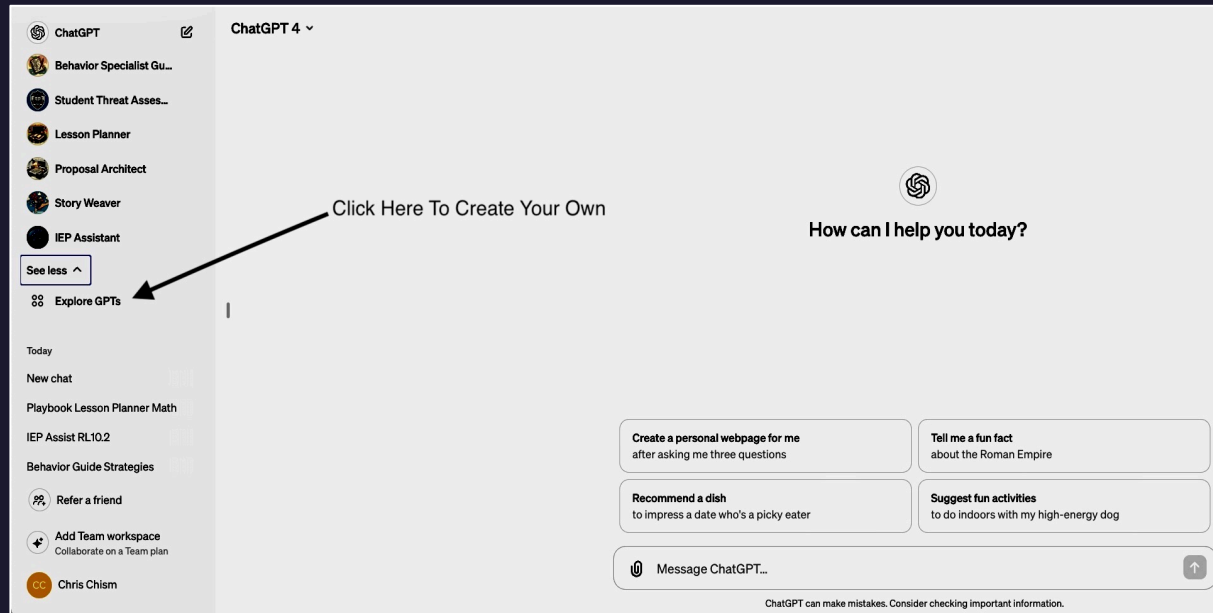 ChatGPT
Behavior Specialist Gu...
Student Threat Asses...
Lesson Planner
Proposal Architect
Story Weaver
IEP Assistant
See less
Explore GPTs
Today
New chat
Playbook Lesson Planner Math
IEP Assist RL10.2
Behavior Guide Strategies
Refer a friend
Add Team workspace
Collaborate on a Team plan
CC Chris Chism
ChatGPT 4
Click Here To Create Your Own
How can I help you today?
Create a personal webpage for me
after asking me three questions
Tell me a fun fact
about the Roman Empire
Recommend a dish
to impress a date who's a picky eater
Suggest fun activities
to do indoors with my high-energy dog
Message ChatGPT...
ChatGPT can make mistakes. Consider checking important information.